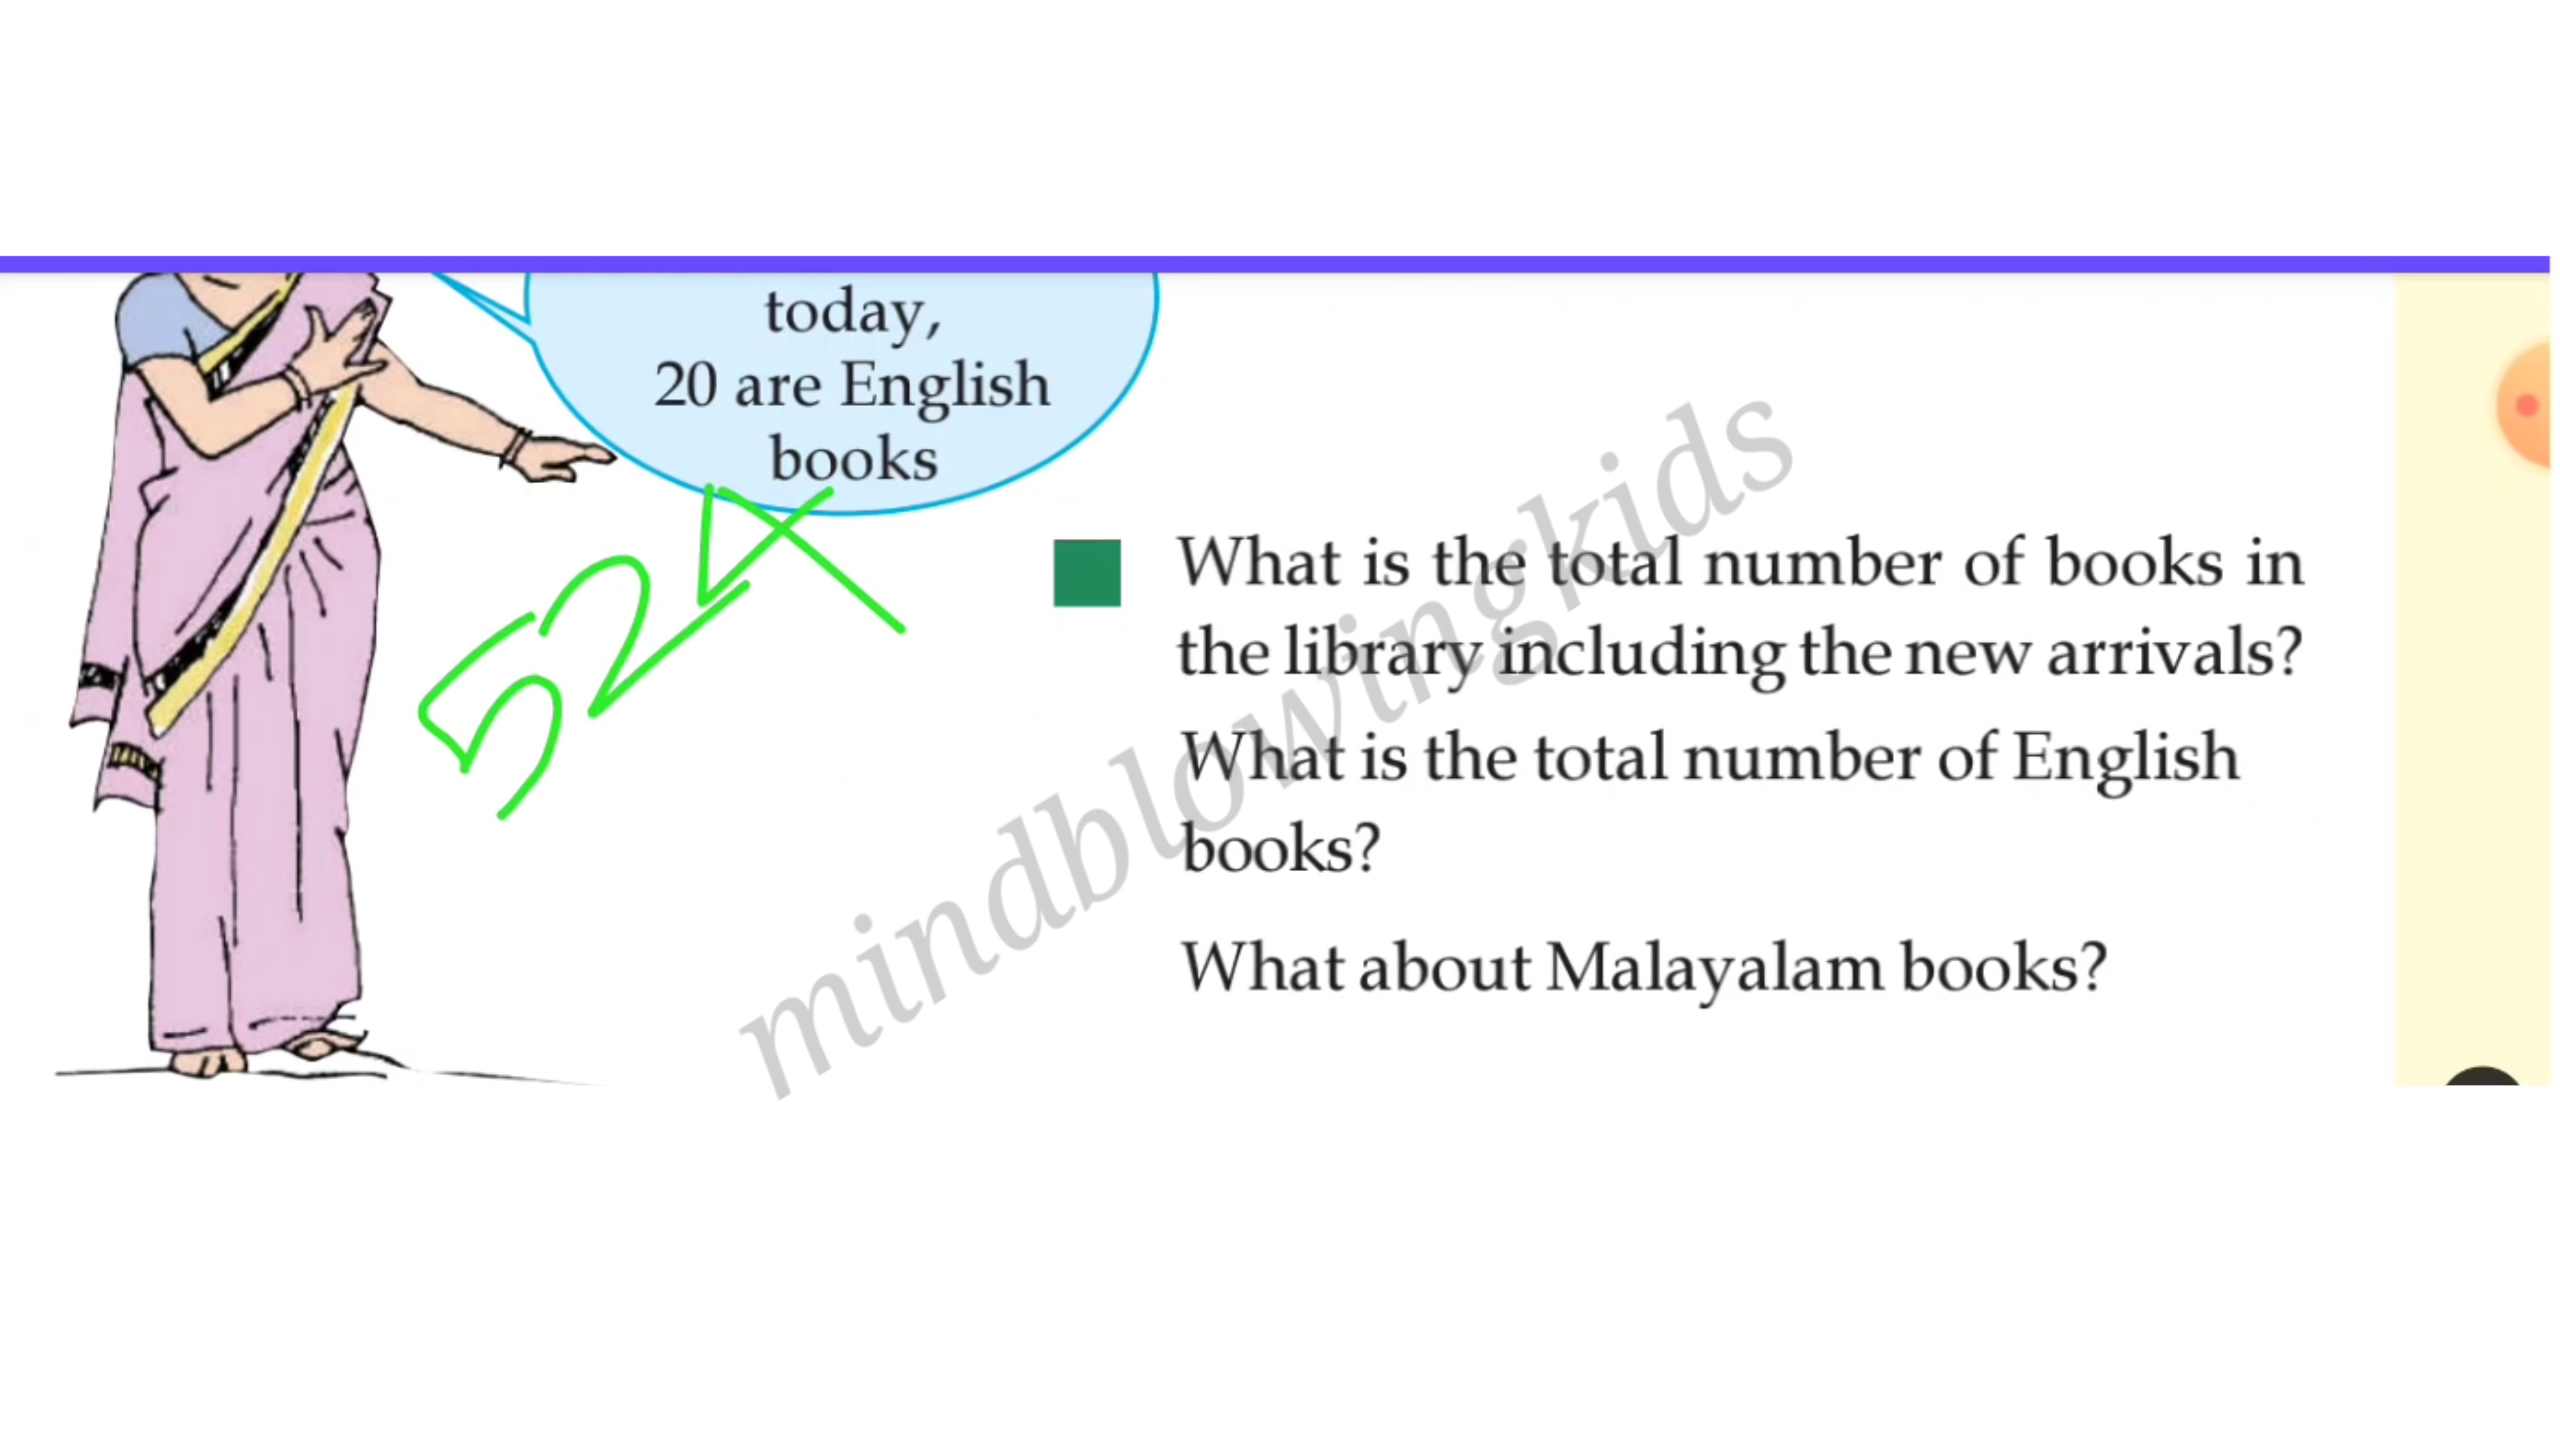 today,
20 are English
books
524
What is the total number of books in
the library including the new arrivals?
What is the total number of English
books?
What about Malayalam books?
mindblowingkids